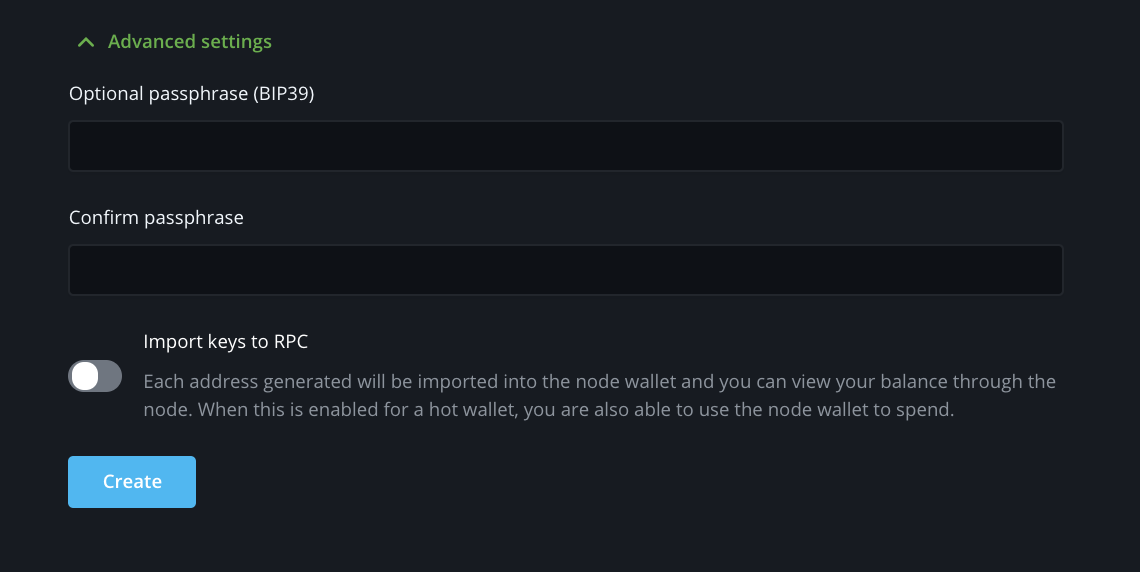 Advanced settings
Optional passphrase (BIP39)
Confirm passphrase
Import keys to RPC
Each address generated will be imported into the node wallet and you can view your balance through the
node. When this is enabled for a hot wallet, you are also able to use the node wallet to spend.
Create